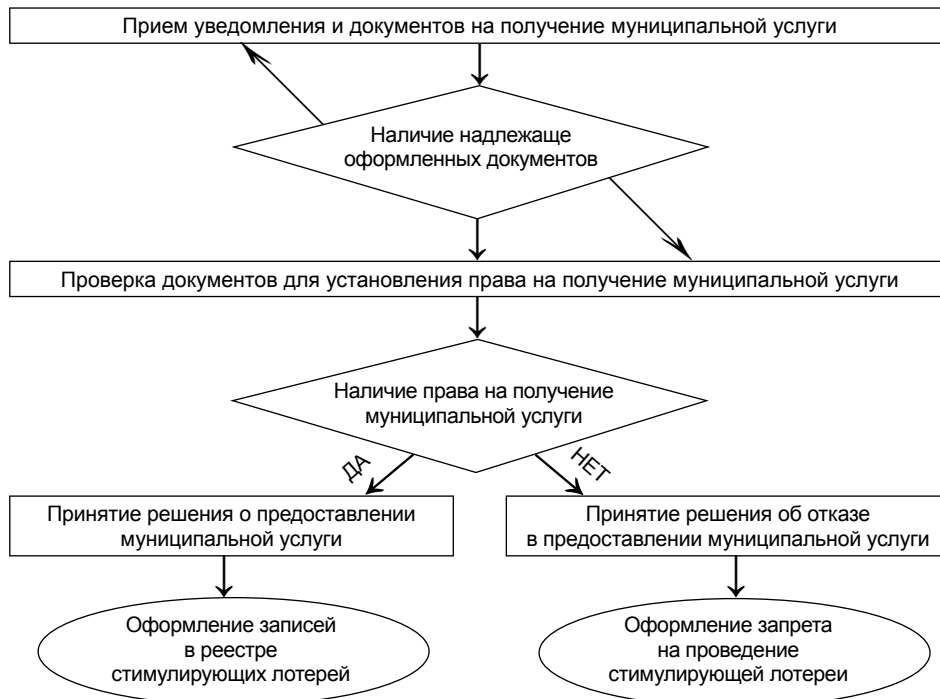 Прием уведомления и документов на получение муниципальной услуги
Наличие надлежаще
оформленных документов
Проверка документов для установления права на получение муниципальной услуги
Наличие права на получение
муниципальной услуги
ДА
НЕТ
Принятие решения о предоставлении
муниципальной услуги
Принятие решения об отказе
в предоставлении муниципальной услуги
Оформление записей
в реестре
стимулирующих лотерей
Оформление запрета
на проведение
стимулирующей лотереи